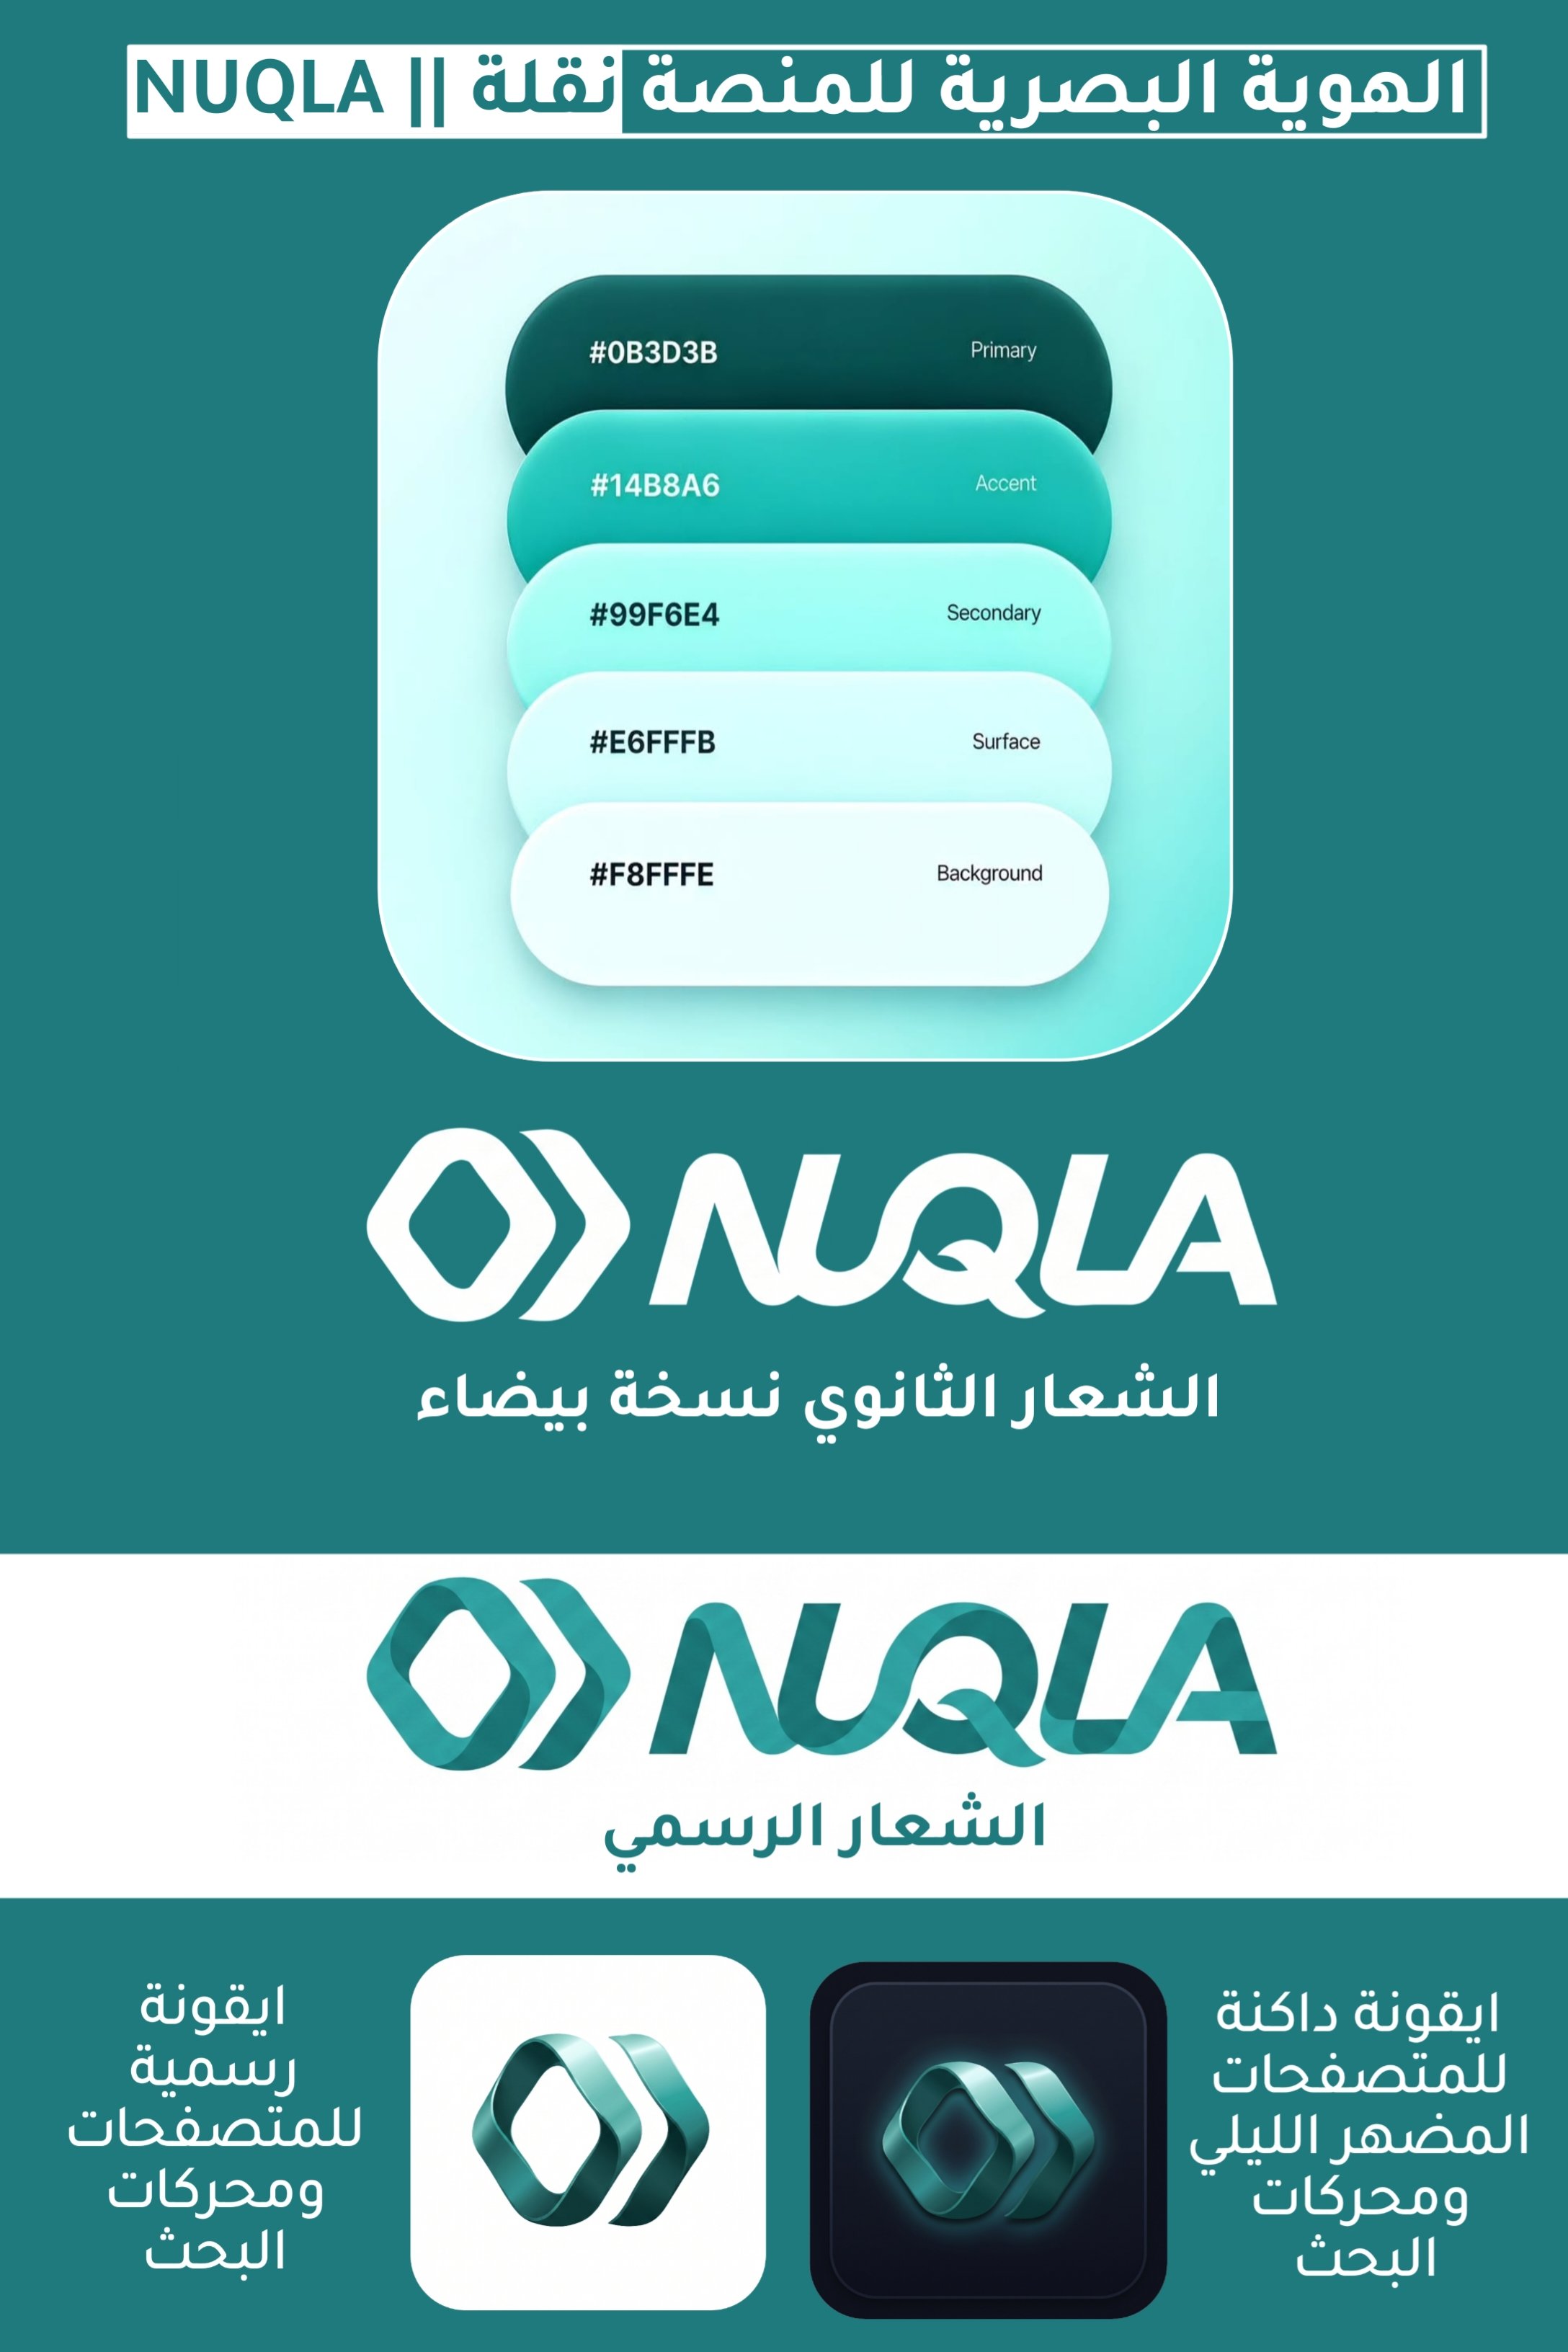 الهوية البصرية للمنصة نقلة || NUQLA
#0B3D3B Primary
#14B8A6 Accent
#99F6E4 Secondary
#E6FFFB Surface
#F8FFFE Background
NUQLA
الشعار الثانوي نسخة بيضاء
NUQLA
الشعار الرسمي
ايقونة داكنة
للمتصفحات
المضهر الليلي
ومحركات
البحث
ايقونة
رسمية
للمتصفحات
ومحركات
البحث